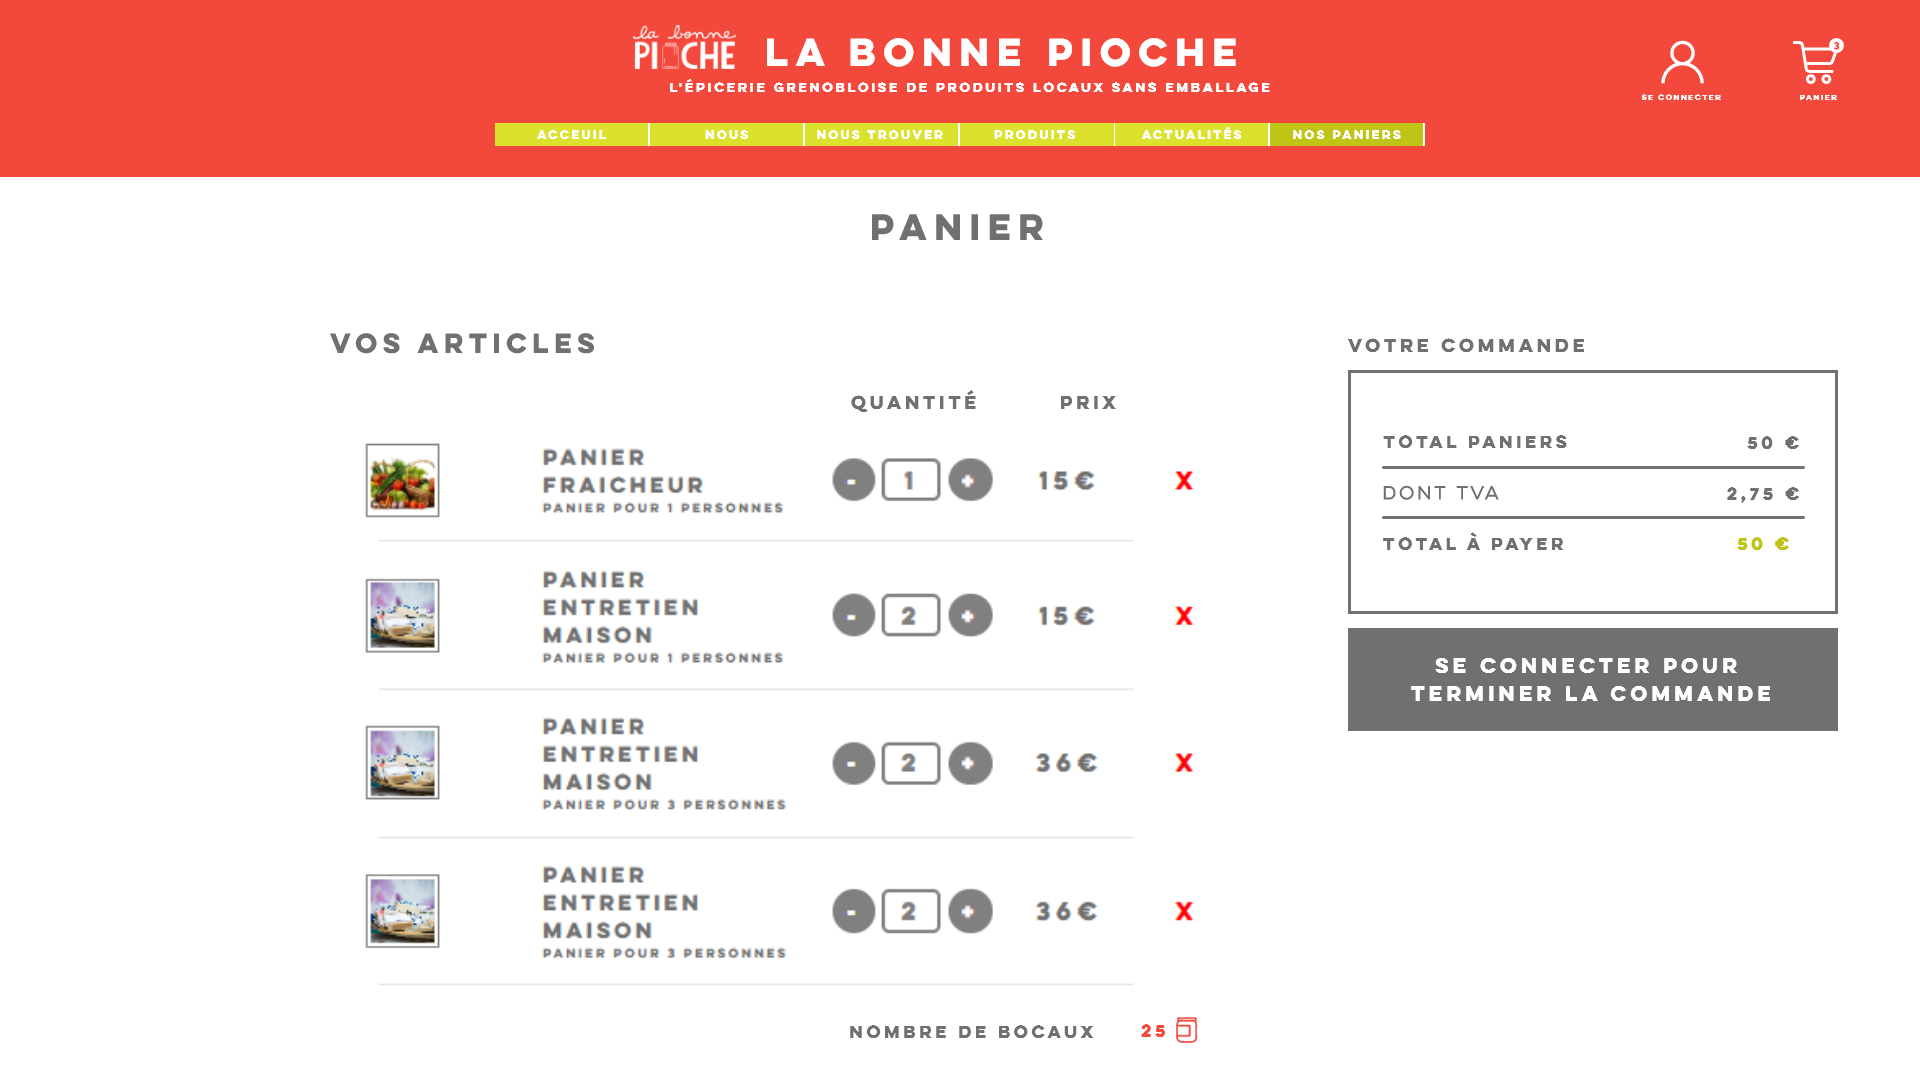 la bonne
PIOCHE
LA BONNE PIOCHE
L'ÉPICERIE GRENOBLOISE DE PRODUITS LOCAUX SANS EMBALLAGE
3
SE CONNECTER
PANIER
ACCEUIL
NOUS
NOUS TROUVER
PRODUITS
ACTUALITÉS
NOS PANIERS
PANIER
VOS ARTICLES
QUANTITÉ
PRIX
PANIER
FRAICHEUR
PANIER POUR 1 PERSONNES
- 1 +
15€
X
PANIER
ENTRETIEN
MAISON
PANIER POUR 1 PERSONNES
- 2 +
15€
X
PANIER
ENTRETIEN
MAISON
PANIER POUR 3 PERSONNES
- 2 +
36€
X
PANIER
ENTRETIEN
MAISON
PANIER POUR 3 PERSONNES
- 2 +
36€
X
NOMBRE DE BOCAUX 25
VOTRE COMMANDE
TOTAL PANIERS 50 €
DONT TVA 2,75 €
TOTAL À PAYER 50 €
SE CONNECTER POUR
TERMINER LA COMMANDE